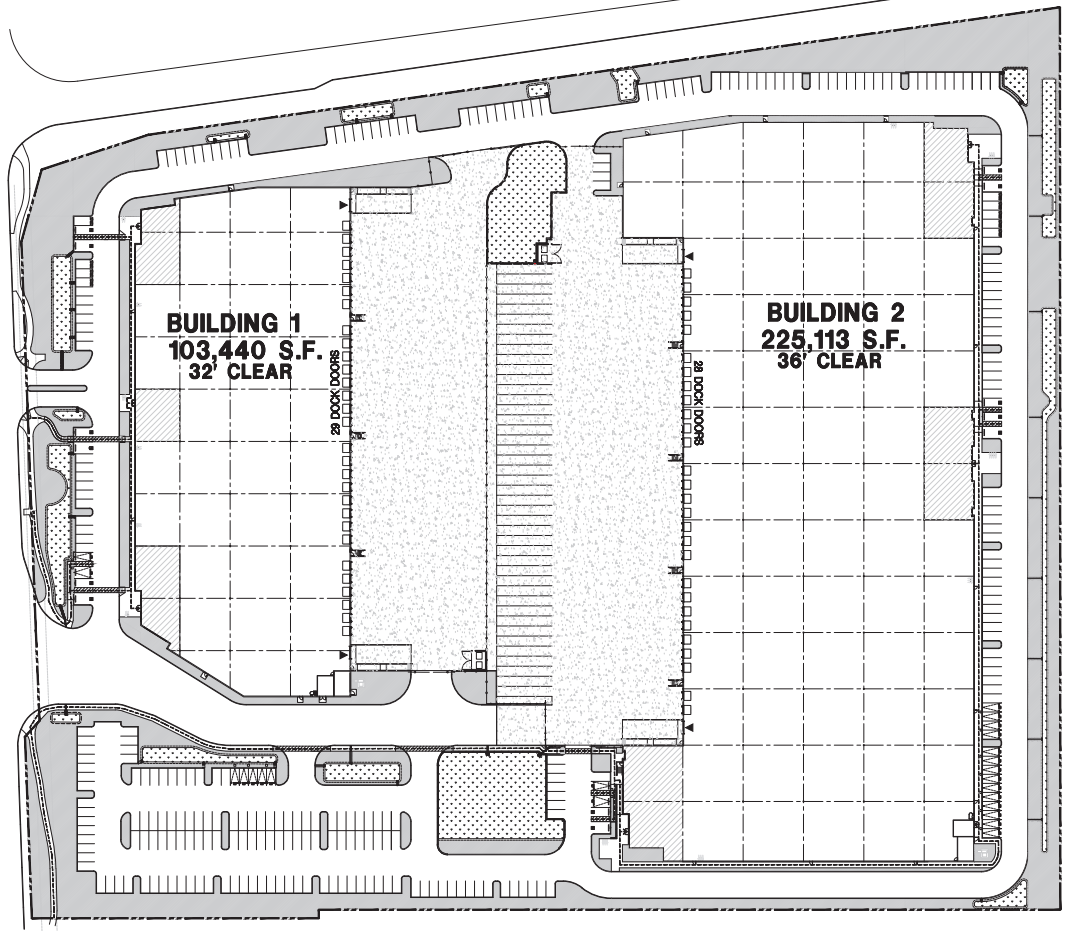 BUILDING 1
103,440 S.F.
32' CLEAR
29 DOCK DOORS
BUILDING 2
225,113 S.F.
36' CLEAR
28 DOCK DOORS